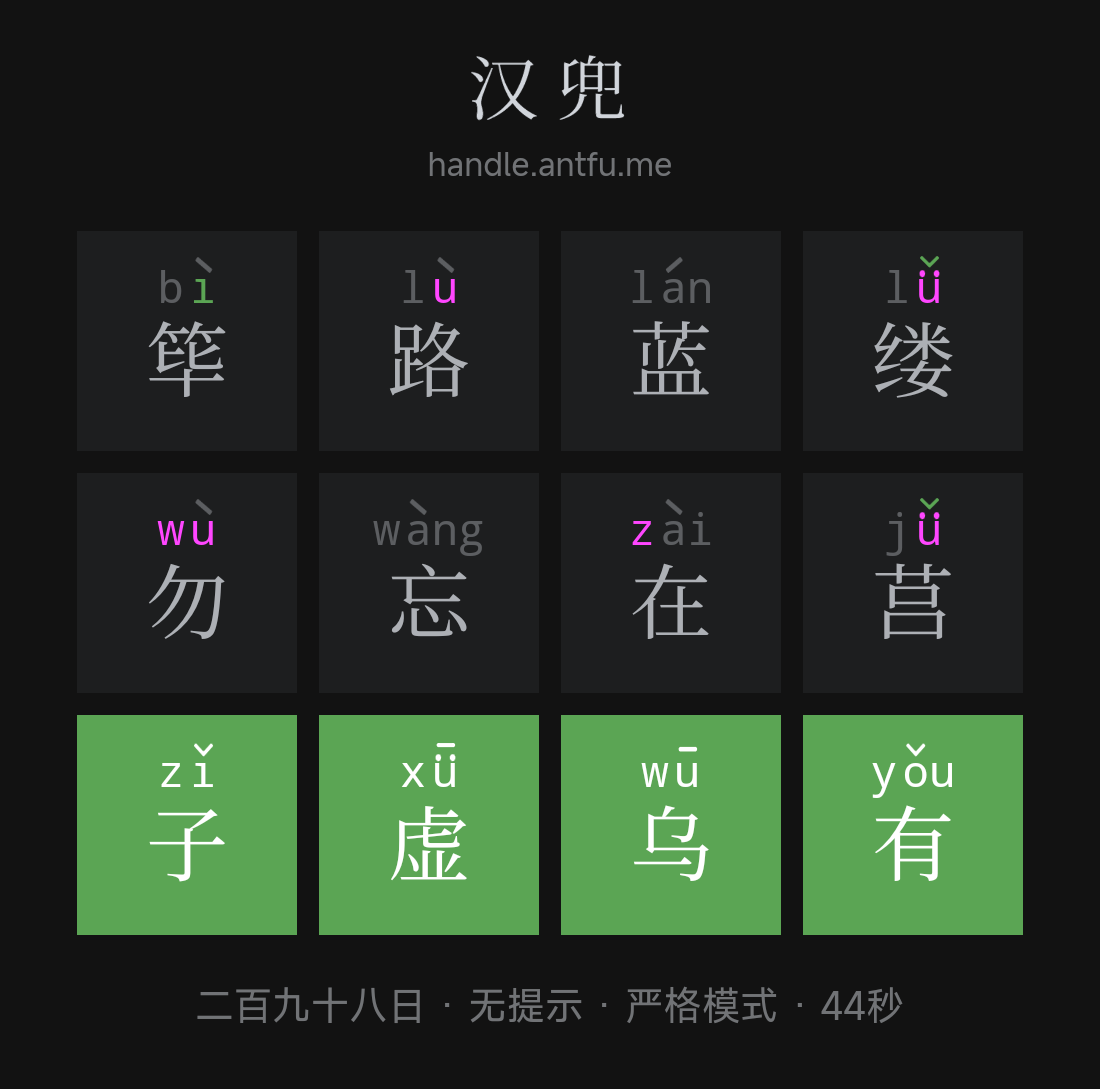 汉兜
handle.antfu.me
bì lù lán lǚ
筚路蓝缕
wù wàng zài jǚ
勿忘在莒
zǐ xǖ wū yǒu
子虚乌有
二百九十八日 · 无提示 · 严格模式 · 44秒